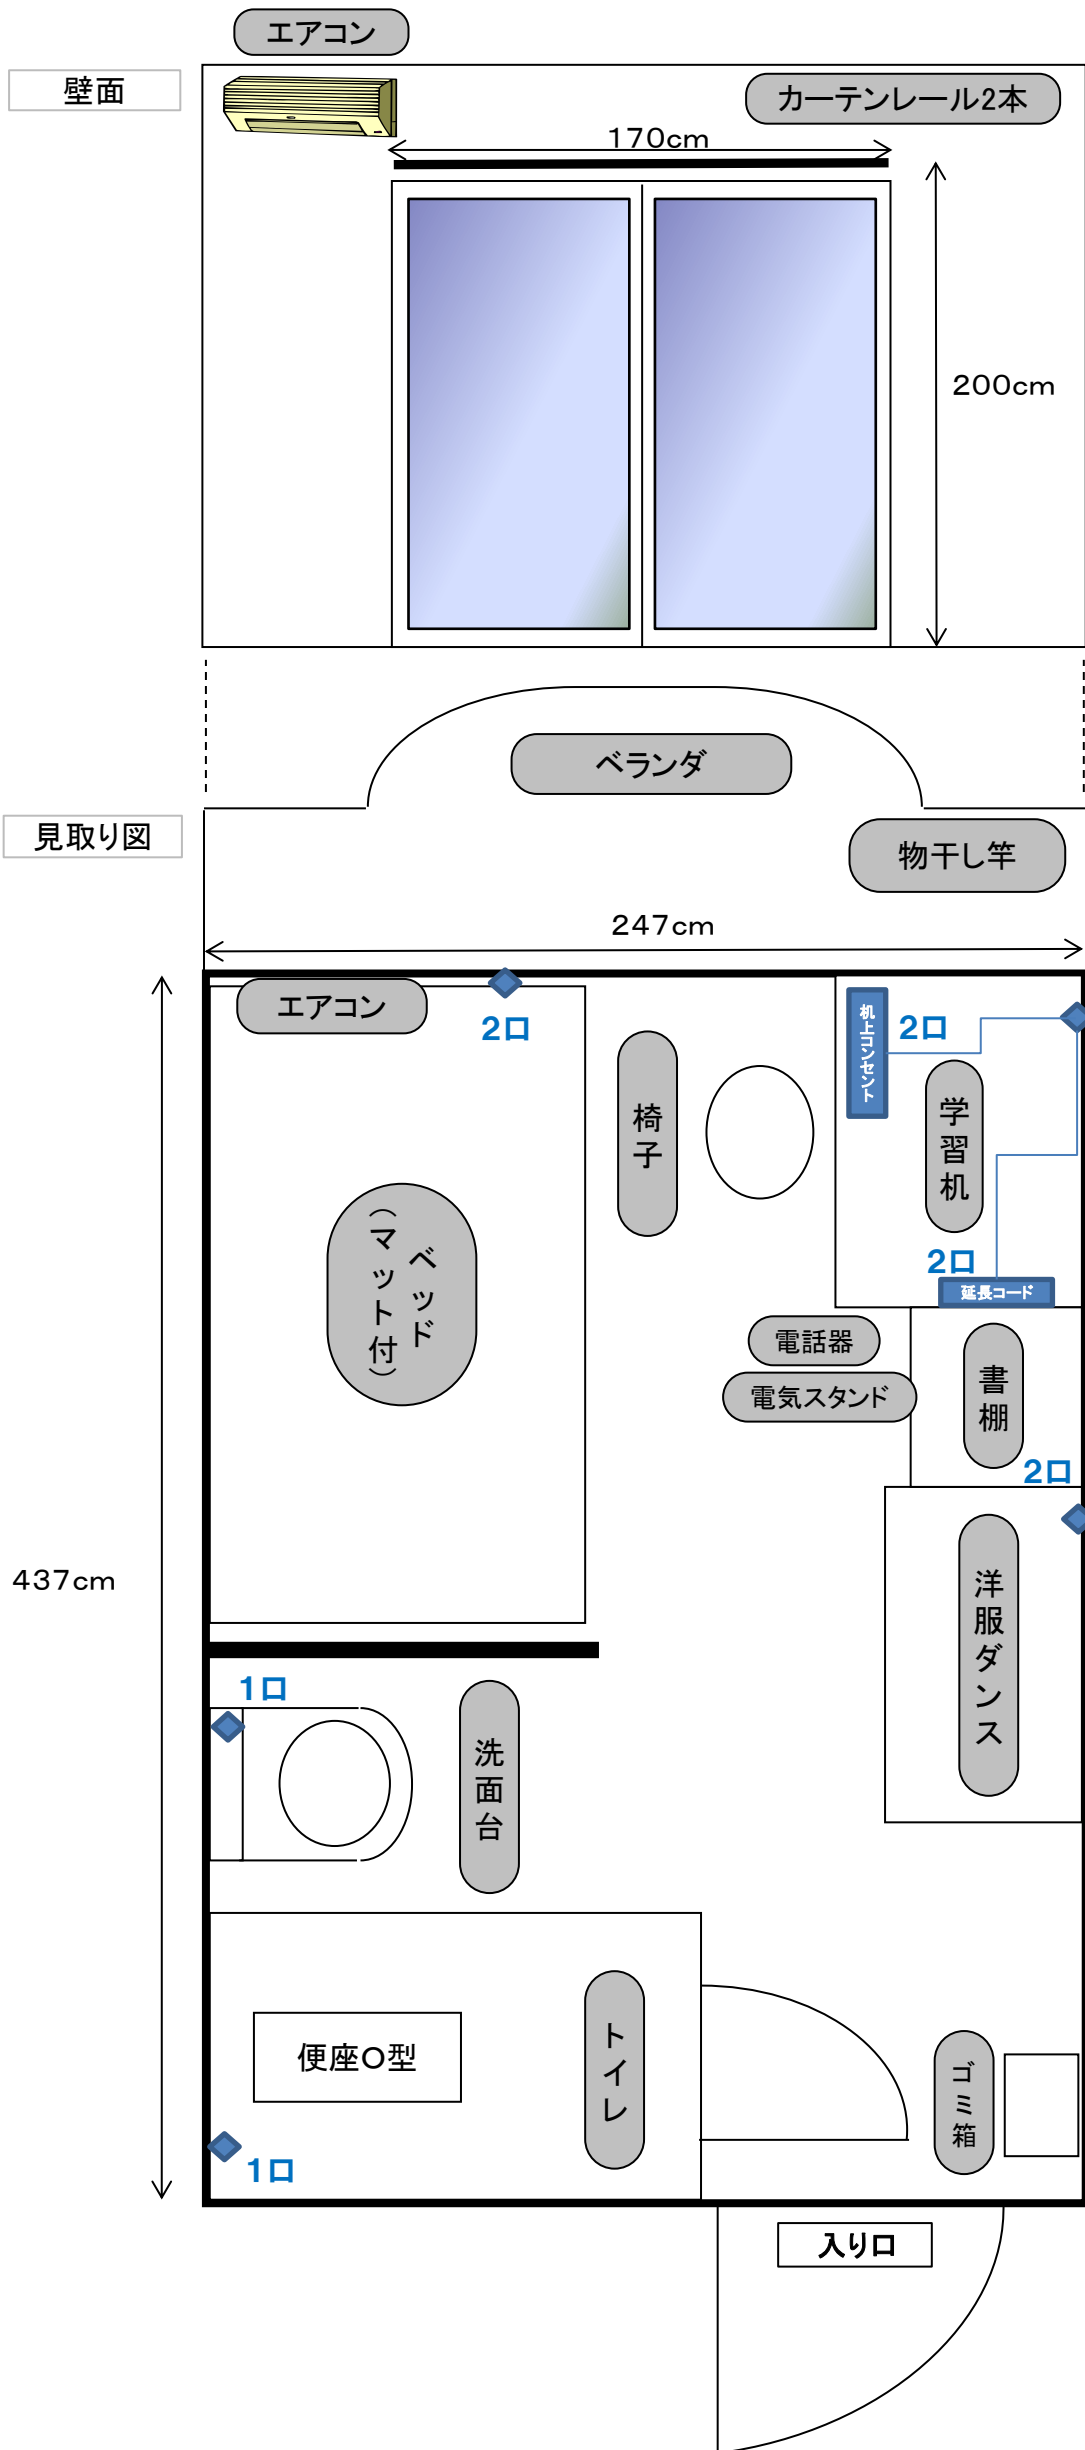 エアコン
壁面
カーテンレール2本
170cm
200cm
ベランダ
見取り図
物干し竿
247cm
エアコン
2口
机上コンセント
2口
椅子
学習机
ベッド
(マット付)
2口
延長コード
電話器
電気スタンド
書棚
2口
437cm
洋服ダンス
1口
洗面台
トイレ
便座O型
ゴミ箱
1口
入り口